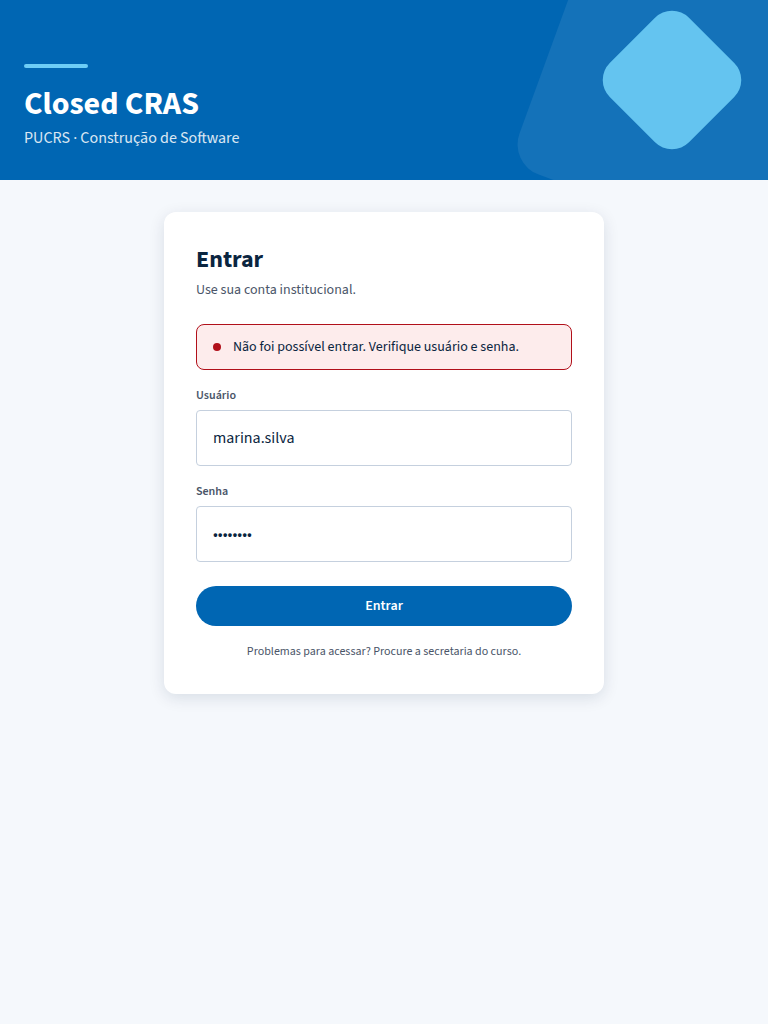 Closed CRAS
PUCRS · Construção de Software
Entrar
Use sua conta institucional.
Não foi possível entrar. Verifique usuário e senha.
Usuário
marina.silva
Senha
••••••••
Entrar
Problemas para acessar? Procure a secretaria do curso.